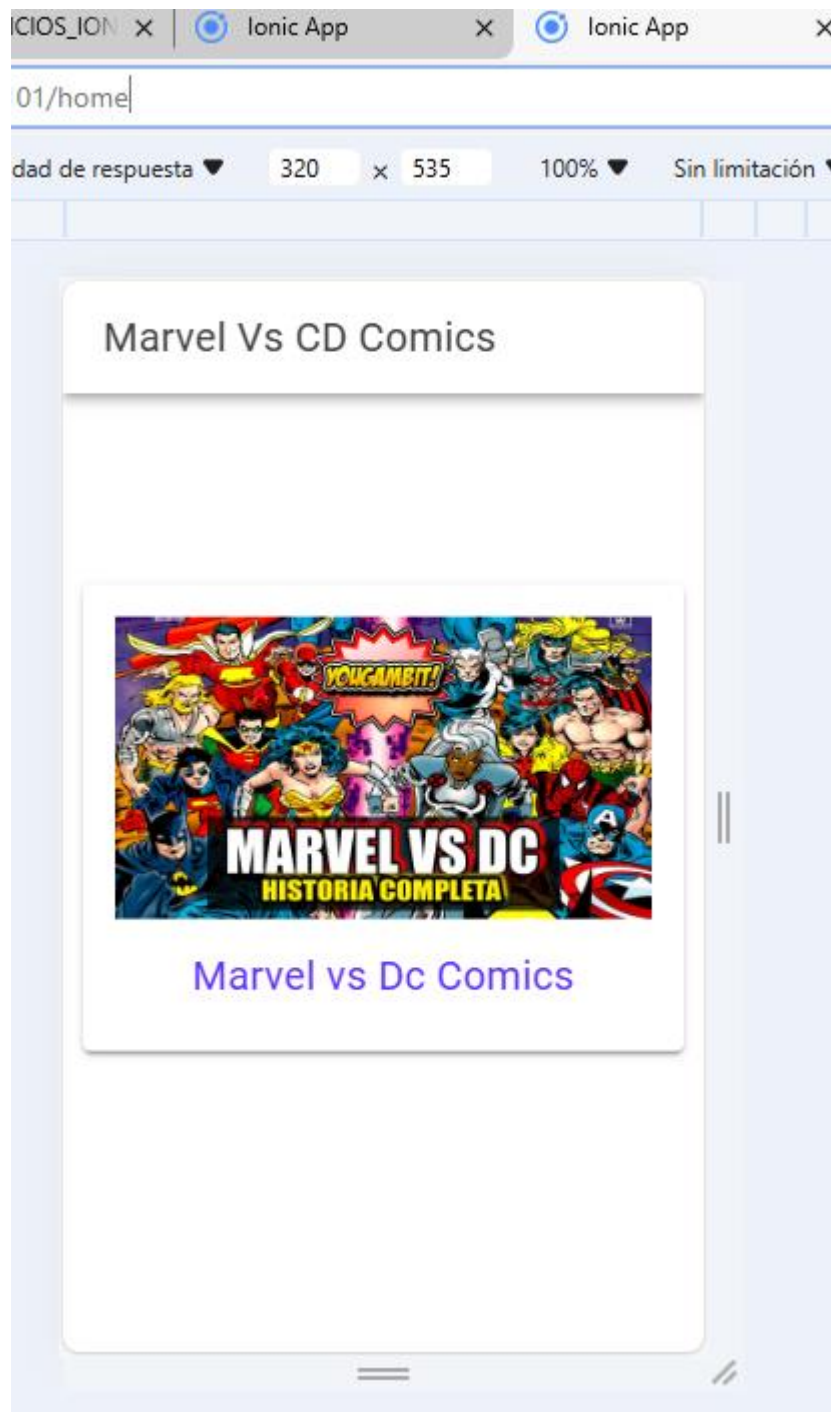 ICIOS_ION × Ionic App × Ionic App ×
01/home
dad de respuesta ▼ 320 × 535 100% ▼ Sin limitación
Marvel Vs CD Comics
YOUGAMBIT!
MARVEL VS DC
HISTORIA COMPLETA
Marvel vs Dc Comics